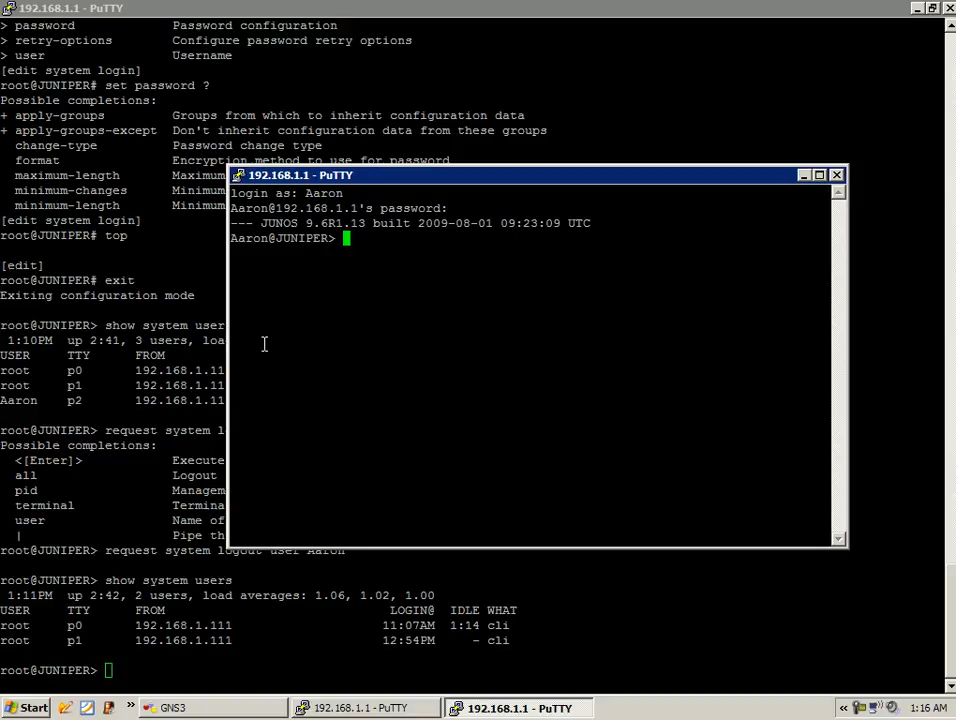 192.168.1.1 - PuTTY
> password Password configuration
> retry-options Configure password retry options
> user Username
[edit system login]
root@JUNIPER# set password ?
Possible completions:
+ apply-groups Groups from which to inherit configuration data
+ apply-groups-except Don't inherit configuration data from these groups
change-type Password change type
format Encryption method to use for password
maximum-length Maximum
minimum-changes Minimum
minimum-length Minimum
[edit system login]
root@JUNIPER# top
[edit]
root@JUNIPER# exit
Exiting configuration mode
root@JUNIPER> show system user
1:10PM up 2:41, 3 users, loa
USER TTY FROM
root p0 192.168.1.11
root p1 192.168.1.11
Aaron p2 192.168.1.11
root@JUNIPER> request system l
Possible completions:
<[Enter]> Execute
all Logout
pid Managem
terminal Termina
user Name of
| Pipe th
root@JUNIPER> request system logout user Aaron
root@JUNIPER> show system users
1:11PM up 2:42, 2 users, load averages: 1.06, 1.02, 1.00
USER TTY FROM LOGIN@ IDLE WHAT
root p0 192.168.1.111 11:07AM 1:14 cli
root p1 192.168.1.111 12:54PM - cli
root@JUNIPER>
192.168.1.1 - PuTTY
login as: Aaron
Aaron@192.168.1.1's password:
--- JUNOS 9.6R1.13 built 2009-08-01 09:23:09 UTC
Aaron@JUNIPER>
Start
GNS3
192.168.1.1 - PuTTY
192.168.1.1 - PuTTY
1:16 AM